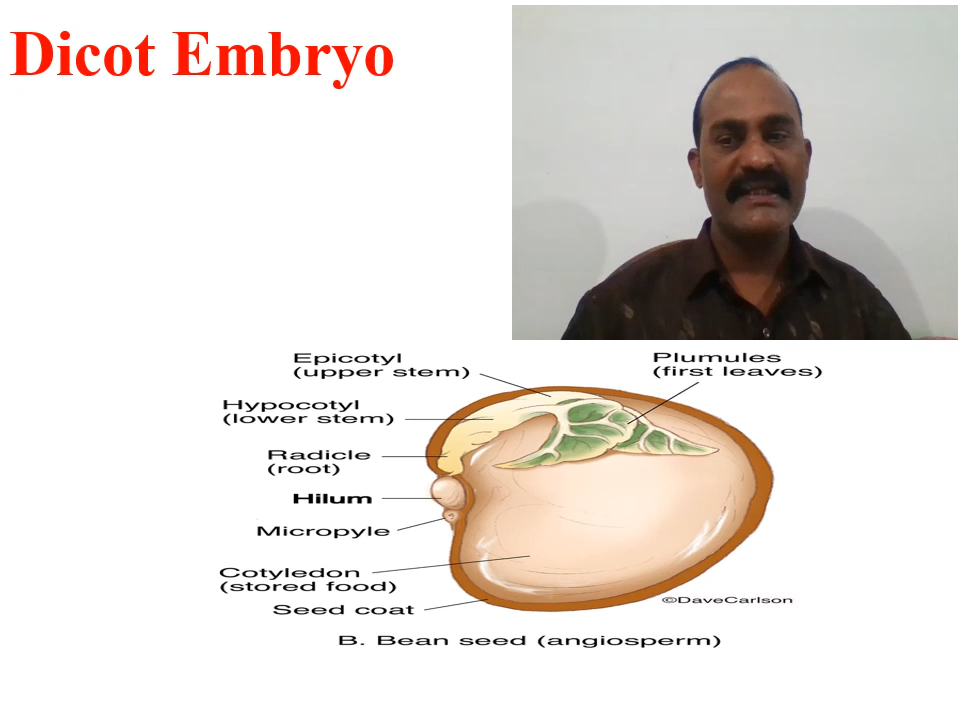 Dicot Embryo
Epicotyl
(upper stem)
Plumules
(first leaves)
Hypocotyl
(lower stem)
Radicle
(root)
Hilum
Micropyle
Cotyledon
(stored food)
Seed coat
©DaveCarlson
B. Bean seed (angiosperm)